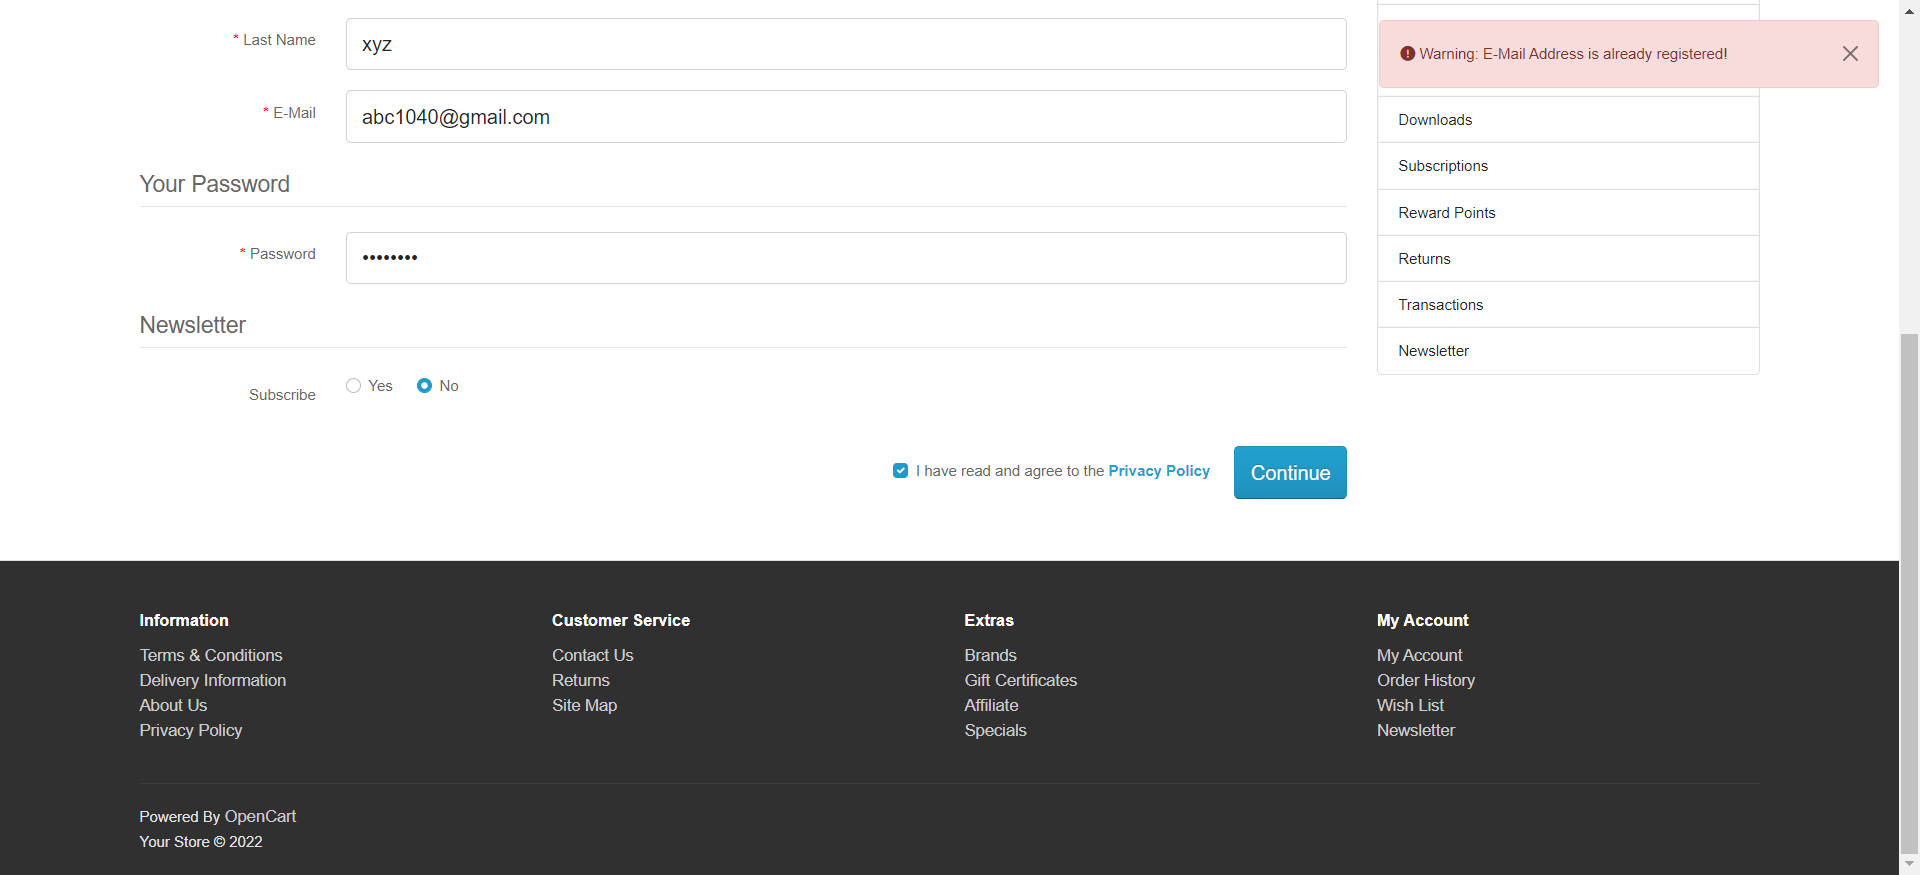 * Last Name
xyz
* E-Mail
abc1040@gmail.com
Your Password
* Password
••••••••
Newsletter
Subscribe
Yes
No
I have read and agree to the Privacy Policy
Continue
Warning: E-Mail Address is already registered!
Downloads
Subscriptions
Reward Points
Returns
Transactions
Newsletter
Information
Terms & Conditions
Delivery Information
About Us
Privacy Policy
Customer Service
Contact Us
Returns
Site Map
Extras
Brands
Gift Certificates
Affiliate
Specials
My Account
My Account
Order History
Wish List
Newsletter
Powered By OpenCart
Your Store © 2022